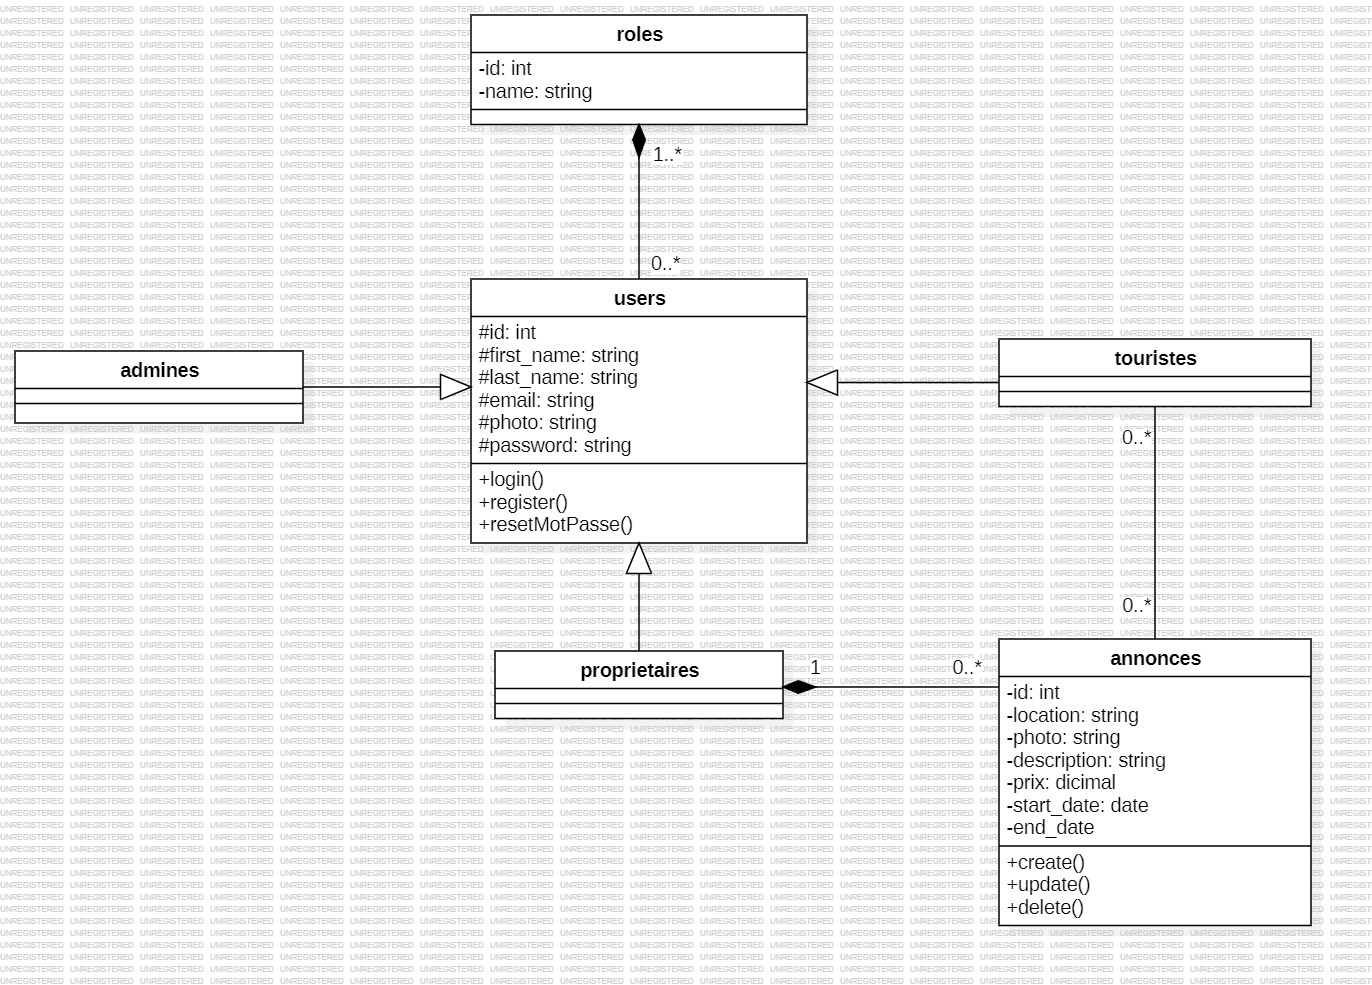 roles
-id: int
-name: string
1..*
0..*
users
#id: int
#first_name: string
#last_name: string
#email: string
#photo: string
#password: string
+login()
+register()
+resetMotPasse()
admines
touristes
0..*
0..*
proprietaires
1
0..*
annonces
-id: int
-location: string
-photo: string
-description: string
-prix: dicimal
-start_date: date
-end_date
+create()
+update()
+delete()
UNREGISTERED